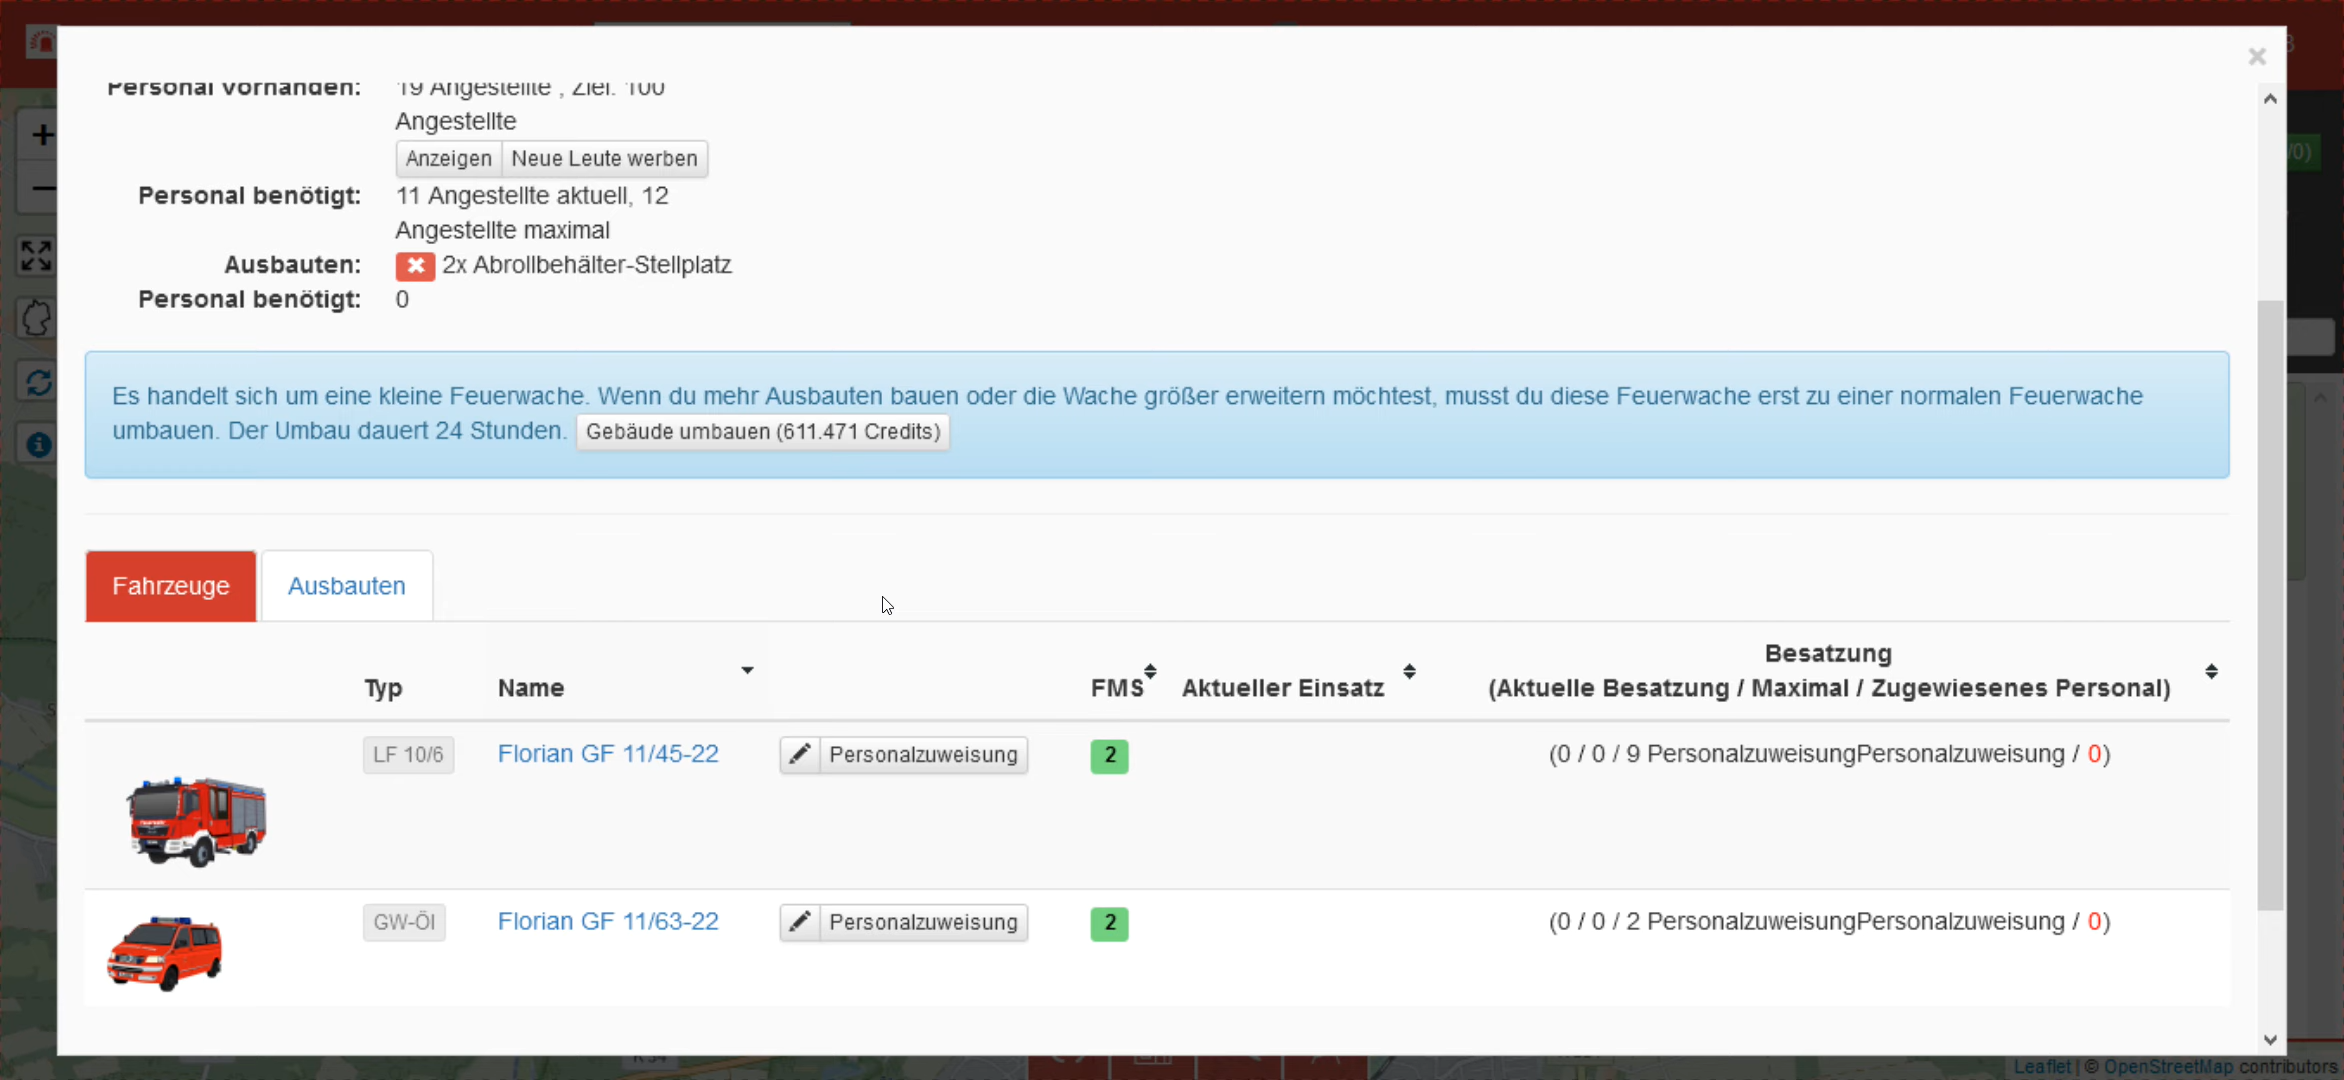 Personal vorhanden: 19 Angestellte , Ziel: 100
Angestellte
Anzeigen Neue Leute werben
Personal benötigt: 11 Angestellte aktuell, 12
Angestellte maximal
Ausbauten: 2x Abrollbehälter-Stellplatz
Personal benötigt: 0
Es handelt sich um eine kleine Feuerwache. Wenn du mehr Ausbauten bauen oder die Wache größer erweitern möchtest, musst du diese Feuerwache erst zu einer normalen Feuerwache
umbauen. Der Umbau dauert 24 Stunden. Gebäude umbauen (611.471 Credits)
Fahrzeuge Ausbauten
Besatzung
Typ Name FMS Aktueller Einsatz (Aktuelle Besatzung / Maximal / Zugewiesenes Personal)
LF 10/6 Florian GF 11/45-22 Personalzuweisung 2 (0 / 0 / 9 PersonalzuweisungPersonalzuweisung / 0)
GW-Öl Florian GF 11/63-22 Personalzuweisung 2 (0 / 0 / 2 PersonalzuweisungPersonalzuweisung / 0)
Leaflet | © OpenStreetMap contributors